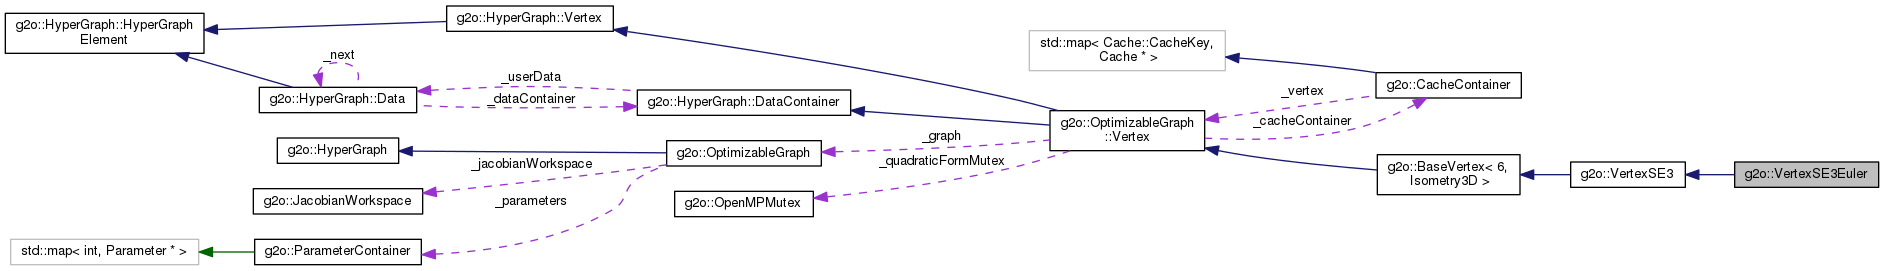 g2o::HyperGraph::HyperGraph
Element
g2o::HyperGraph::Vertex
_next
g2o::HyperGraph::Data
_userData
_dataContainer
g2o::HyperGraph::DataContainer
std::map< Cache::CacheKey,
Cache * >
g2o::CacheContainer
_vertex
_cacheContainer
g2o::OptimizableGraph
::Vertex
_graph
_quadraticFormMutex
g2o::HyperGraph
g2o::OptimizableGraph
_jacobianWorkspace
_parameters
g2o::JacobianWorkspace
g2o::OpenMPMutex
g2o::BaseVertex< 6,
Isometry3D >
g2o::VertexSE3
g2o::VertexSE3Euler
std::map< int, Parameter * >
g2o::ParameterContainer